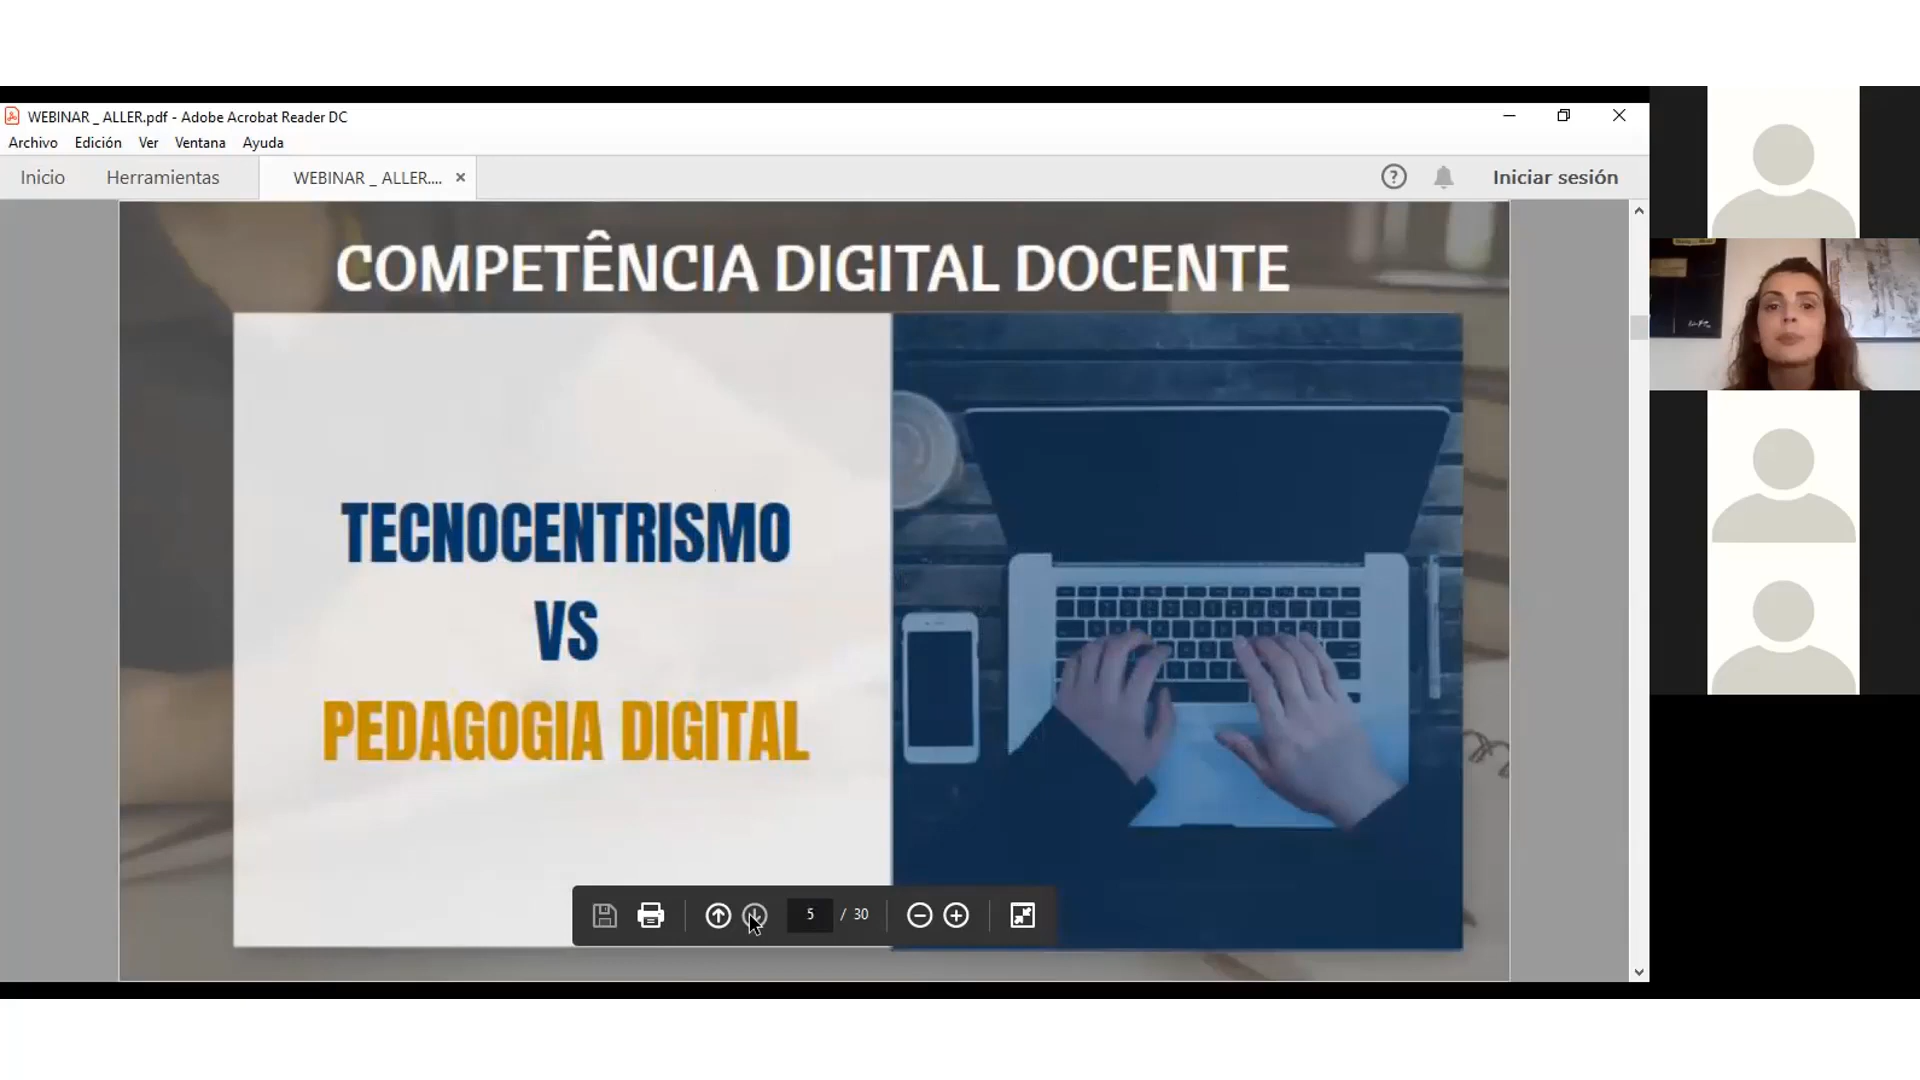 WEBINAR _ ALLER.pdf - Adobe Acrobat Reader DC
Archivo Edición Ver Ventana Ayuda
Inicio Herramientas WEBINAR _ ALLER.... Iniciar sesión
COMPETÊNCIA DIGITAL DOCENTE
TECNOCENTRISMO
VS
PEDAGOGIA DIGITAL
5 / 30